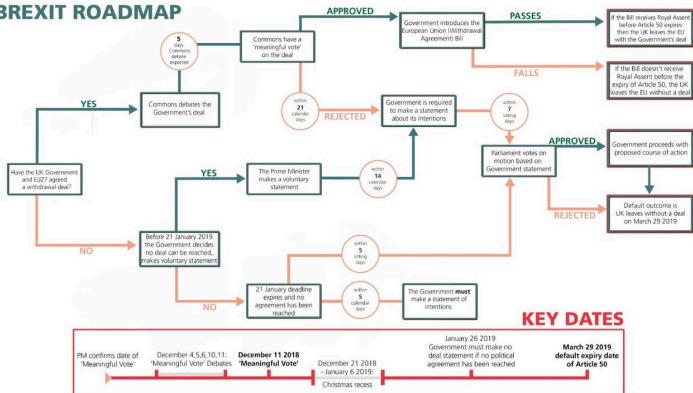 BREXIT ROADMAP
APPROVED
PASSES
5
days
Commons
debate
expected
Commons have a
'meaningful vote'
on the deal
Government introduces the
European Union (Withdrawal
Agreement) Bill
If the Bill receives Royal Assent
before Article 50 expires
then the UK leaves the EU
with the Government's deal
FALLS
If the Bill doesn't receive
Royal Assent before the
expiry of Article 50, the UK
leaves the EU without a deal
YES
Commons debates the
Government's deal
within
21
calendar
days
REJECTED
Government is required
to make a statement
about its intentions
within
7
sitting
days
Have the UK Government
and EU27 agreed
a withdrawal deal?
YES
The Prime Minister
makes a voluntary
statement
within
14
calendar
days
Parliament votes on
motion based on
Government statement
APPROVED
Government proceeds with
proposed course of action
REJECTED
Default outcome is
UK leaves without a deal
on March 29 2019
NO
Before 21 January 2019
the Government decides
no deal can be reached,
makes voluntary statement
within
5
sitting
days
NO
21 January deadline
expires and no
agreement has been
reached
within
5
calendar
days
The Government must
make a statement of
intentions
KEY DATES
PM confirms date of
'Meaningful Vote'
December 4,5,6,10,11:
'Meaningful Vote' Debates
December 11 2018
'Meaningful Vote'
December 21 2018
- January 6 2019:
Christmas recess
January 26 2019
Government must make no
deal statement if no political
agreement has been reached
March 29 2019
default expiry date
of Article 50